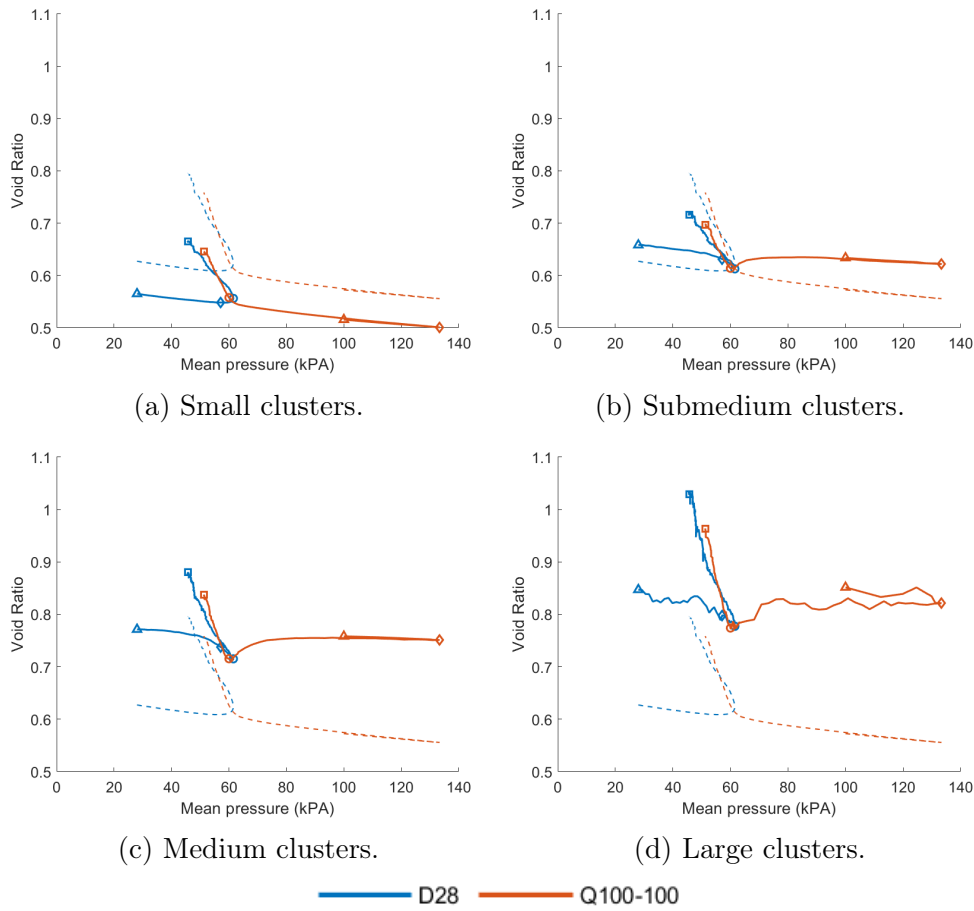 1.1
1
0.9
0.8
0.7
0.6
0.5
Void Ratio
0 20 40 60 80 100 120 140
Mean pressure (kPA)
(a) Small clusters.
1.1
1
0.9
0.8
0.7
0.6
0.5
Void Ratio
0 20 40 60 80 100 120 140
Mean pressure (kPA)
(b) Submedium clusters.
1.1
1
0.9
0.8
0.7
0.6
0.5
Void Ratio
0 20 40 60 80 100 120 140
Mean pressure (kPA)
(c) Medium clusters.
1.1
1
0.9
0.8
0.7
0.6
0.5
Void Ratio
0 20 40 60 80 100 120 140
Mean pressure (kPA)
(d) Large clusters.
D28 Q100-100